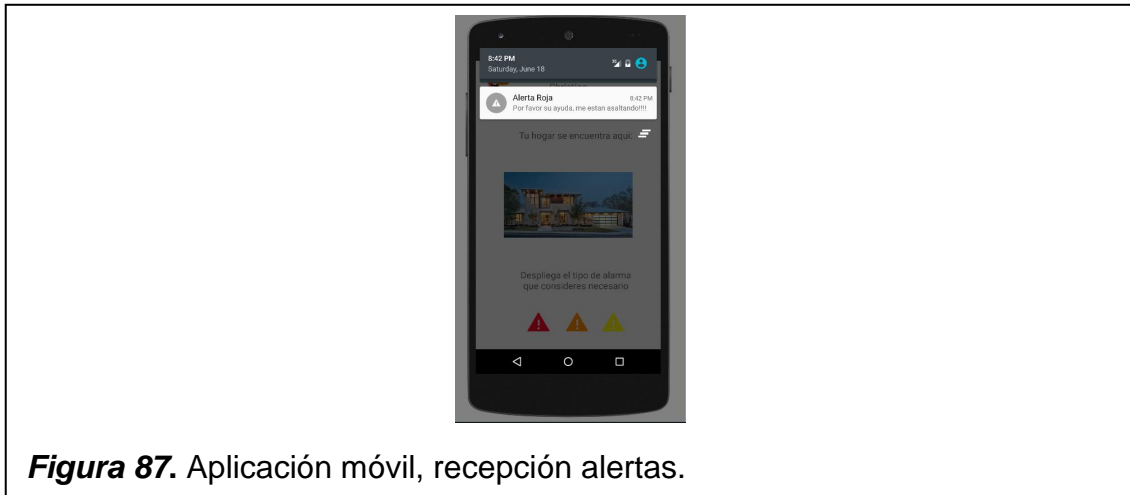 8:42 PM
Saturday, June 18
Alerta Roja 8:42 PM
Por favor su ayuda, me estan asaltando!!!!
Tu hogar se encuentra aqui:
Despliega el tipo de alarma
que consideres necesario
Figura 87. Aplicación móvil, recepción alertas.